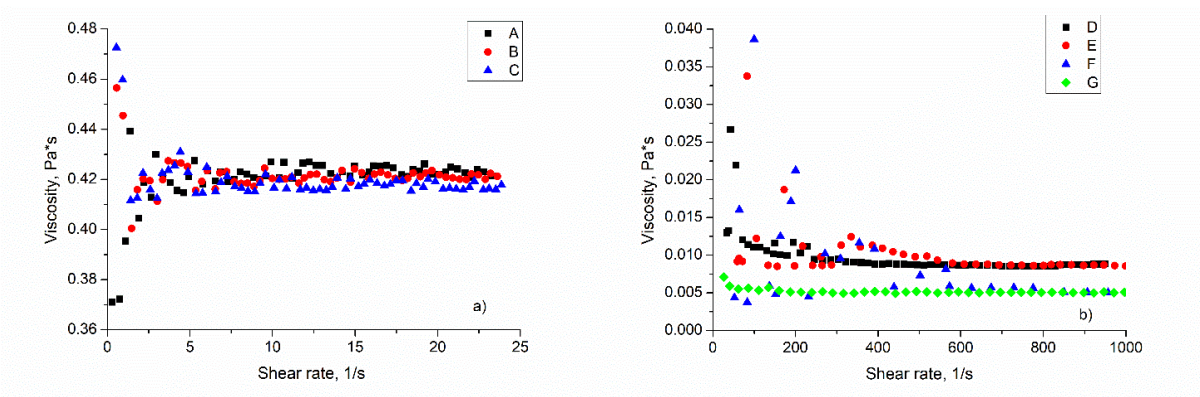 0.48
0.46
0.44
0.42
0.40
0.38
0.36
Viscosity, Pa*s
0
5
10
15
20
25
Shear rate, 1/s
A
B
C
a)
0.040
0.035
0.030
0.025
0.020
0.015
0.010
0.005
0.000
Viscosity, Pa*s
0
200
400
600
800
1000
Shear rate, 1/s
D
E
F
G
b)